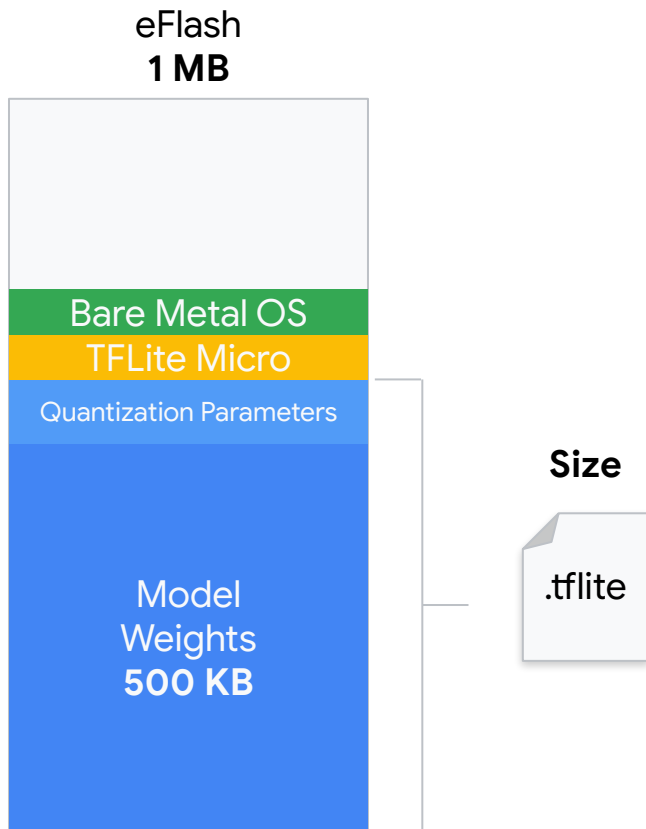 eFlash
1 MB
Bare Metal OS
TFLite Micro
Quantization Parameters
Size
.tflite
Model
Weights
500 KB